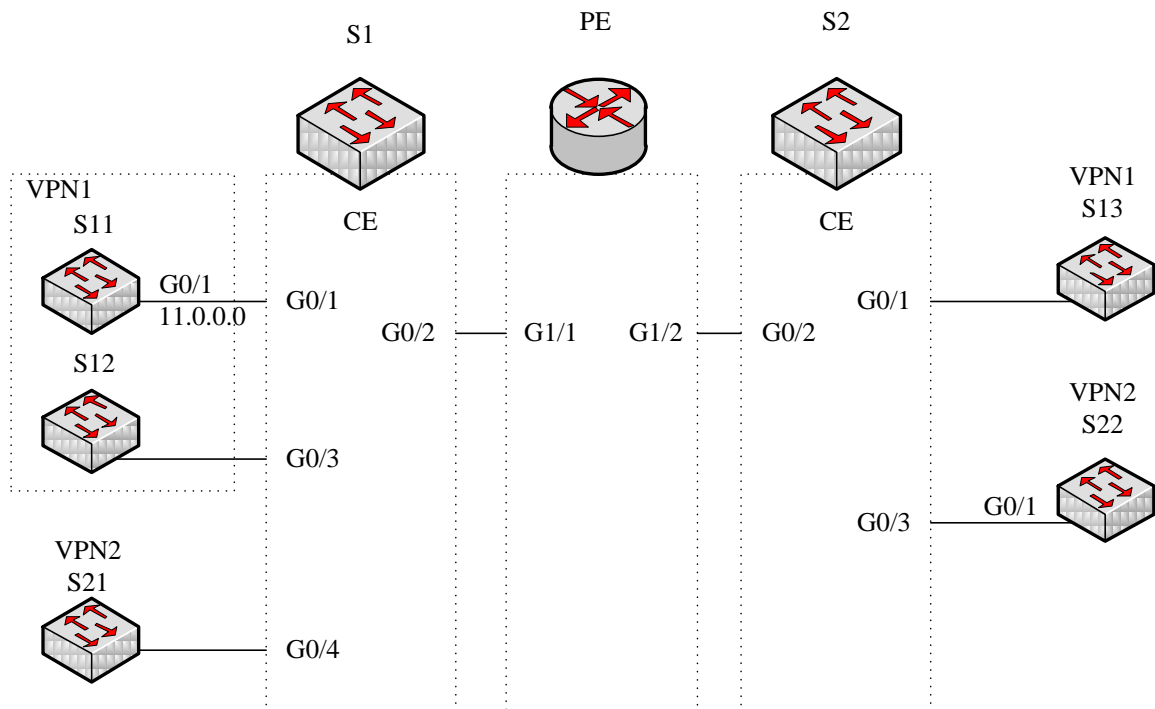 S1
PE
S2
VPN1
S11
G0/1
11.0.0.0
S12
VPN2
S21
CE
G0/1
G0/2
G0/3
G0/4
G1/1
G1/2
CE
G0/1
G0/2
G0/3
VPN1
S13
VPN2
S22
G0/1